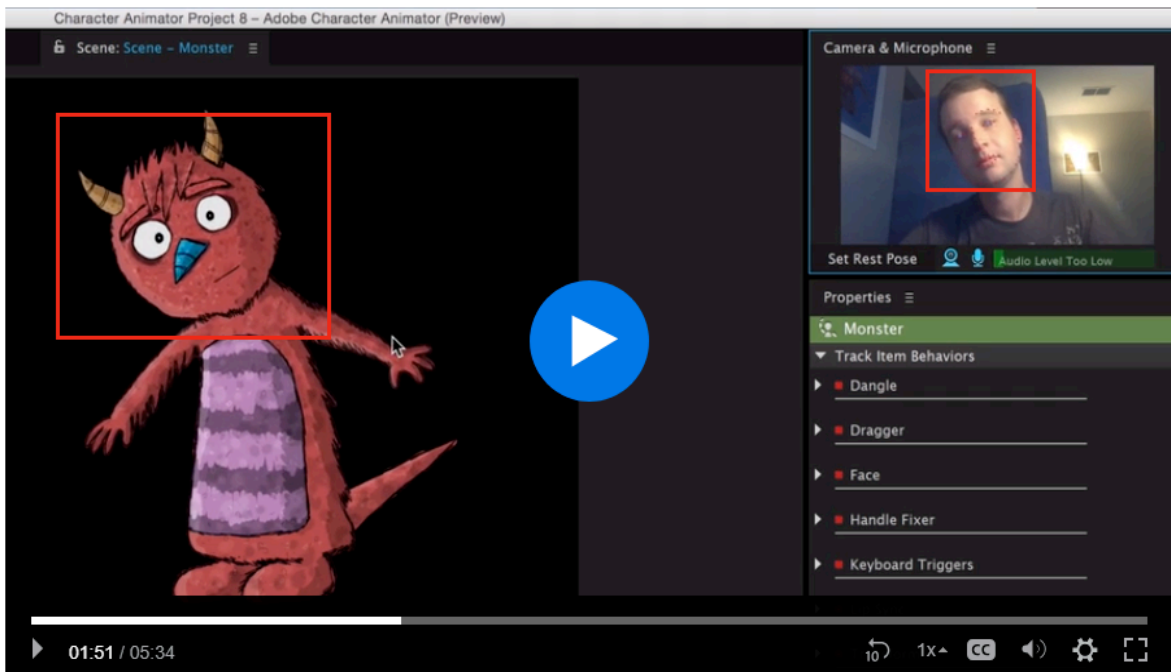 Character Animator Project 8 – Adobe Character Animator (Preview)
Scene: Scene – Monster
Camera & Microphone
Set Rest Pose
Audio Level Too Low
Properties
Monster
Track Item Behaviors
Dangle
Dragger
Face
Handle Fixer
Keyboard Triggers
01:51 / 05:34
10
1x
CC